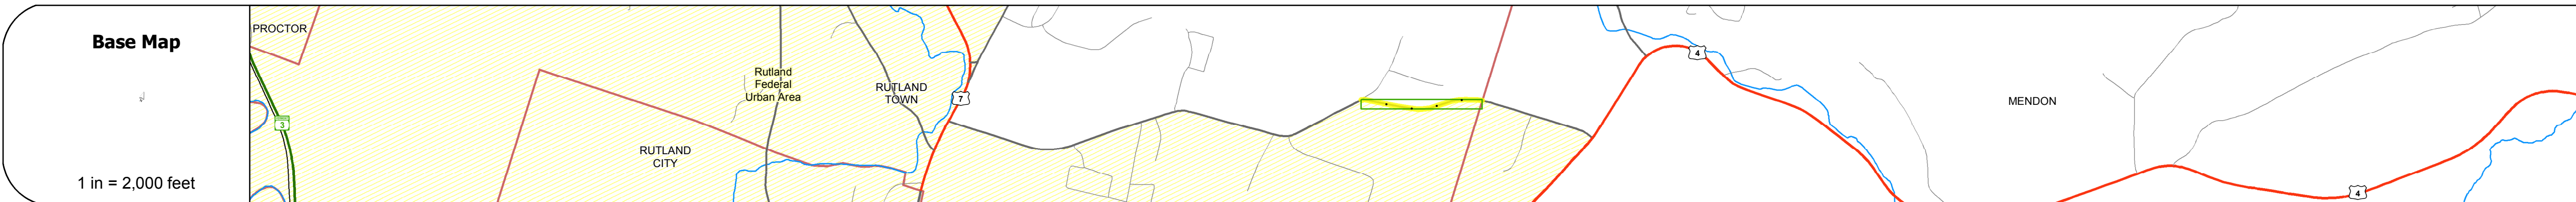 Base Map
1 in = 2,000 feet
PROCTOR
3
Rutland
Federal
Urban Area
RUTLAND
CITY
RUTLAND
TOWN
7
4
MENDON
4